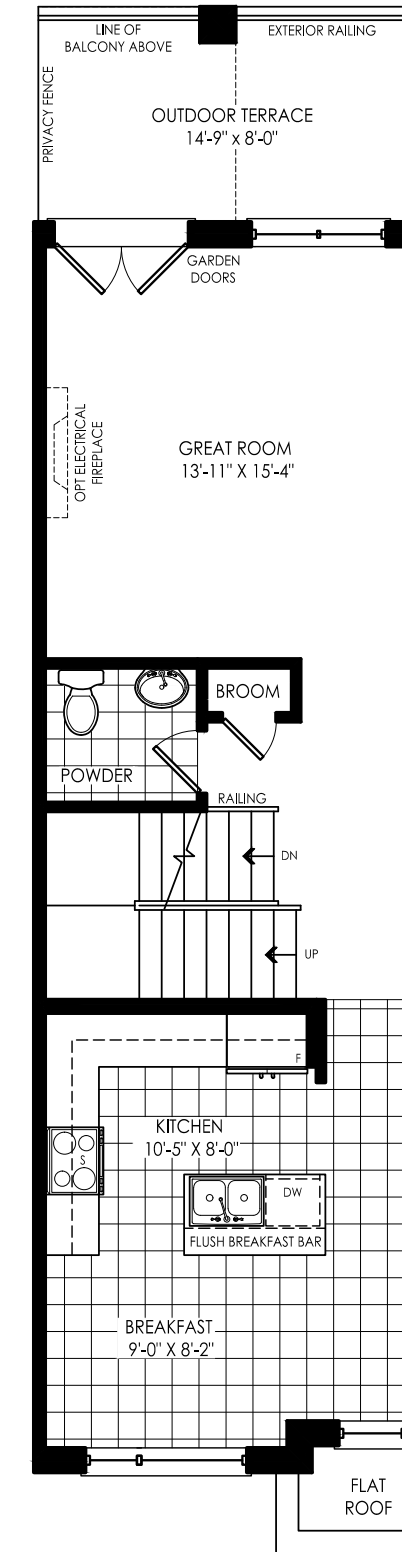 LINE OF
BALCONY ABOVE
EXTERIOR RAILING
PRIVACY FENCE
OUTDOOR TERRACE
14'-9" x 8'-0"
GARDEN
DOORS
OPT ELECTRICAL
FIREPLACE
GREAT ROOM
13'-11" X 15'-4"
BROOM
POWDER
RAILING
DN
UP
F
KITCHEN
10'-5" X 8'-0"
S
DW
FLUSH BREAKFAST BAR
BREAKFAST
9'-0" X 8'-2"
FLAT
ROOF